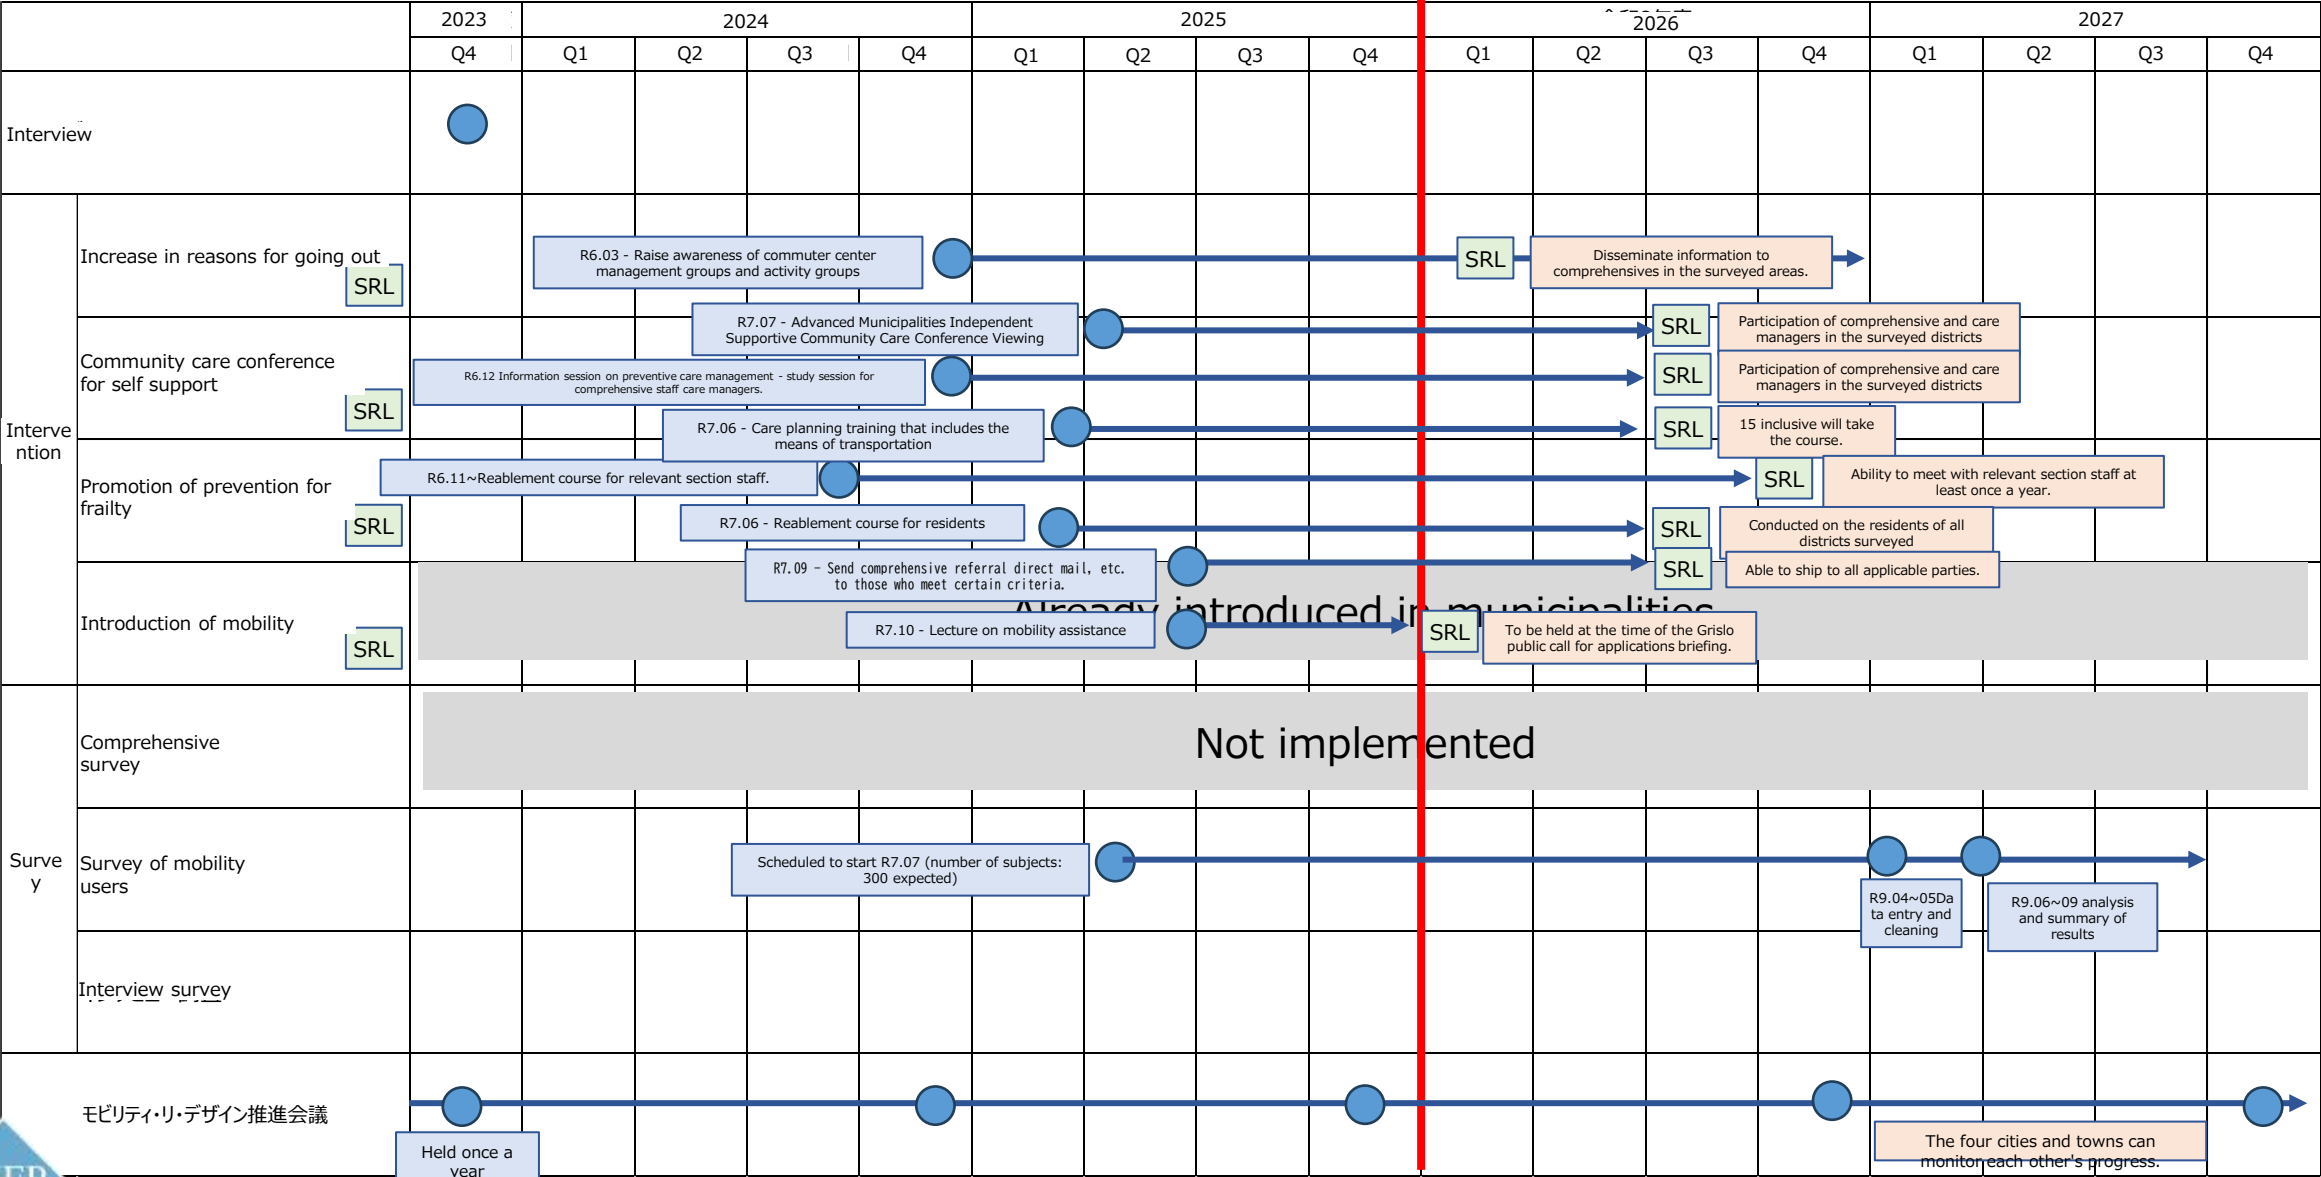 2023
2024
2025
2026
2027
Q4
Q1
Q2
Q3
Q4
Q1
Q2
Q3
Q4
Q1
Q2
Q3
Q4
Q1
Q2
Q3
Q4
Interview
Interve
ntion
Increase in reasons for going out
SRL
R6.03 - Raise awareness of commuter center
management groups and activity groups
SRL
Disseminate information to
comprehensives in the surveyed areas.
Community care conference
for self support
SRL
R7.07 - Advanced Municipalities Independent
Supportive Community Care Conference Viewing
SRL
Participation of comprehensive and care
managers in the surveyed districts
R6.12 Information session on preventive care management - study session for
comprehensive staff care managers.
SRL
Participation of comprehensive and care
managers in the surveyed districts
R7.06 - Care planning training that includes the
means of transportation
SRL
15 inclusive will take
the course.
Promotion of prevention for
frailty
SRL
R6.11~Reablement course for relevant section staff.
SRL
Ability to meet with relevant section staff at
least once a year.
R7.06 - Reablement course for residents
SRL
Conducted on the residents of all
districts surveyed
R7.09 - Send comprehensive referral direct mail, etc.
to those who meet certain criteria.
SRL
Able to ship to all applicable parties.
Introduction of mobility
SRL
Already introduced in municipalities
R7.10 - Lecture on mobility assistance
SRL
To be held at the time of the Grislo
public call for applications briefing.
Surve
y
Comprehensive
survey
Not implemented
Survey of mobility
users
Scheduled to start R7.07 (number of subjects:
300 expected)
R9.04~05Da
ta entry and
cleaning
R9.06~09 analysis
and summary of
results
Interview survey
モビリティ・リ・デザイン推進会議
Held once a
year
The four cities and towns can
monitor each other's progress.